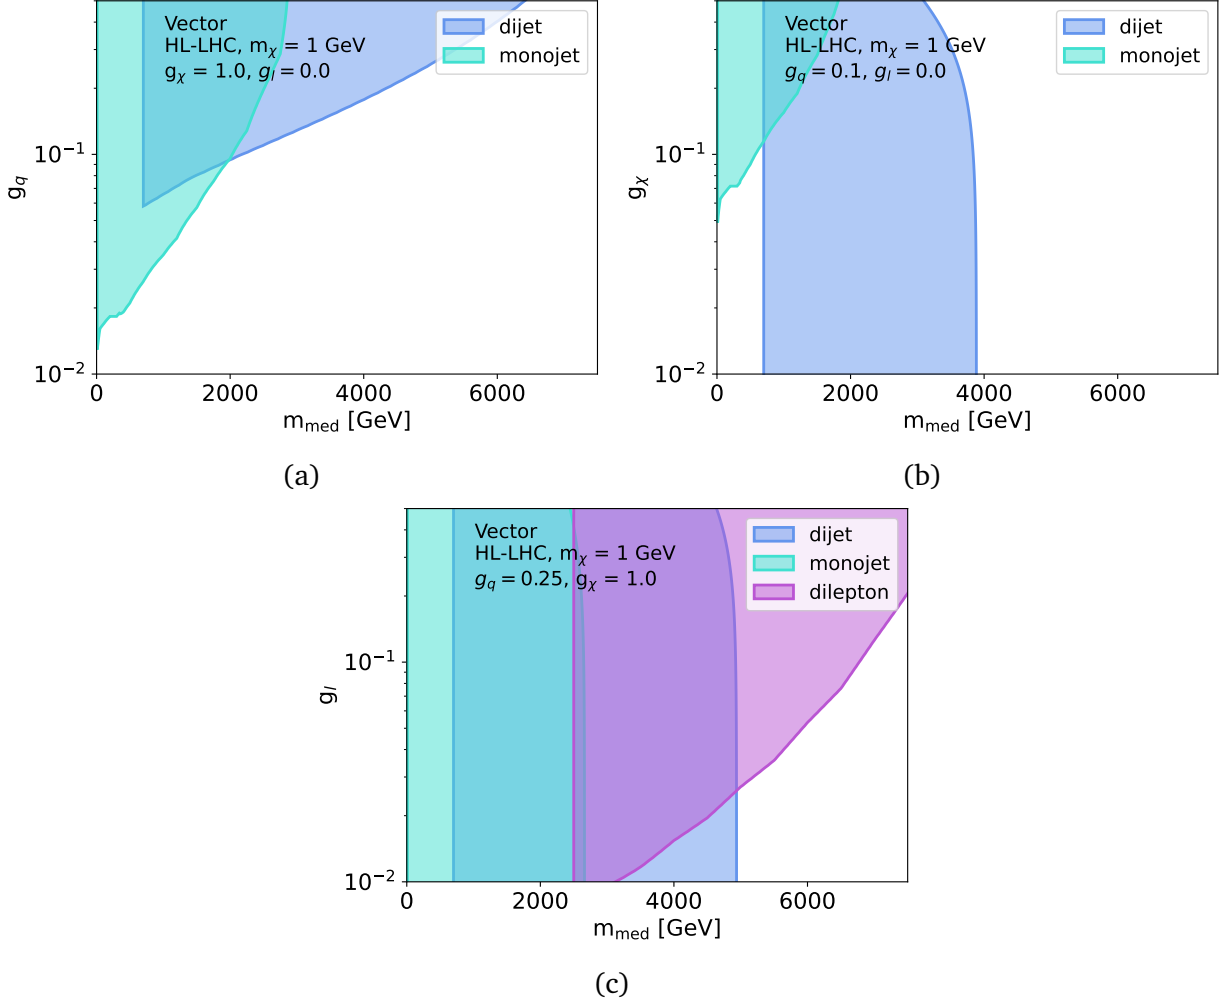 Vector
HL-LHC, mχ = 1 GeV
gχ = 1.0, gl = 0.0
dijet
monojet
10⁻¹
10⁻²
gq
0 2000 4000 6000
mmed [GeV]
(a)
Vector
HL-LHC, mχ = 1 GeV
gq = 0.1, gl = 0.0
dijet
monojet
10⁻¹
10⁻²
gχ
0 2000 4000 6000
mmed [GeV]
(b)
Vector
HL-LHC, mχ = 1 GeV
gq = 0.25, gχ = 1.0
dijet
monojet
dilepton
10⁻¹
10⁻²
gl
0 2000 4000 6000
mmed [GeV]
(c)